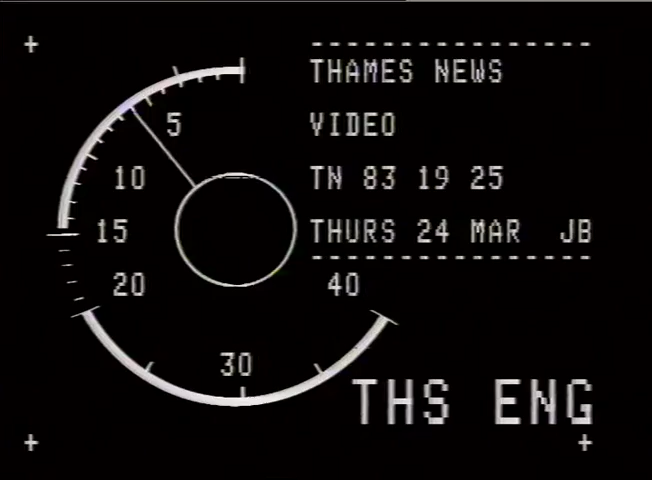 THAMES NEWS
VIDEO
TN 83 19 25
THURS 24 MAR JB
5
10
15
20
30
40
THS ENG